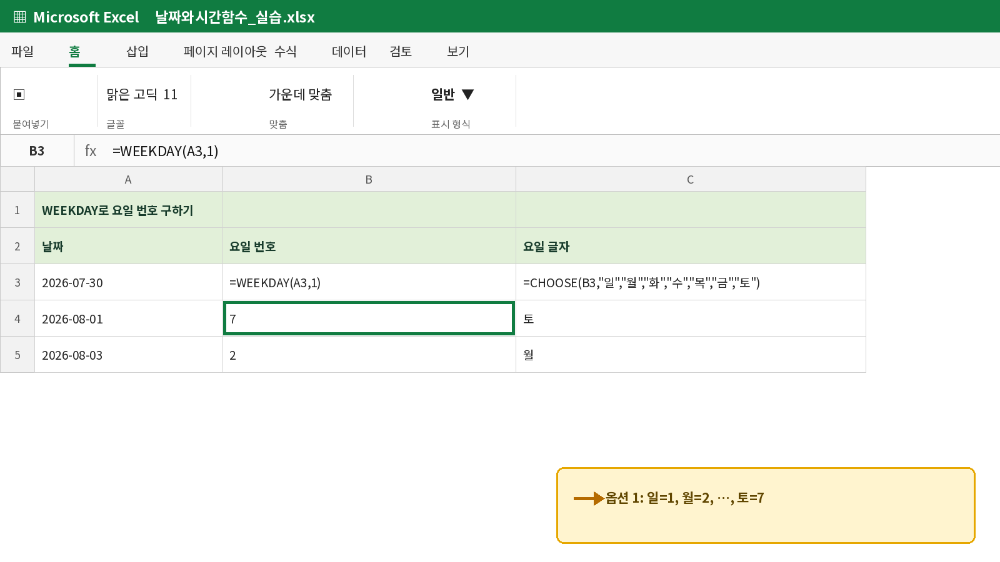 Microsoft Excel 날짜와시간함수_실습.xlsx
파일 홈 삽입 페이지 레이아웃 수식 데이터 검토 보기
맑은 고딕 11 가운데 맞춤 일반 ▼
붙여넣기 글꼴 맞춤 표시 형식
B3 fx =WEEKDAY(A3,1)
A B C
1 WEEKDAY로 요일 번호 구하기
2 날짜 요일 번호 요일 글자
3 2026-07-30 =WEEKDAY(A3,1) =CHOOSE(B3,"일","월","화","수","목","금","토")
4 2026-08-01 7 토
5 2026-08-03 2 월
옵션 1: 일=1, 월=2, …, 토=7